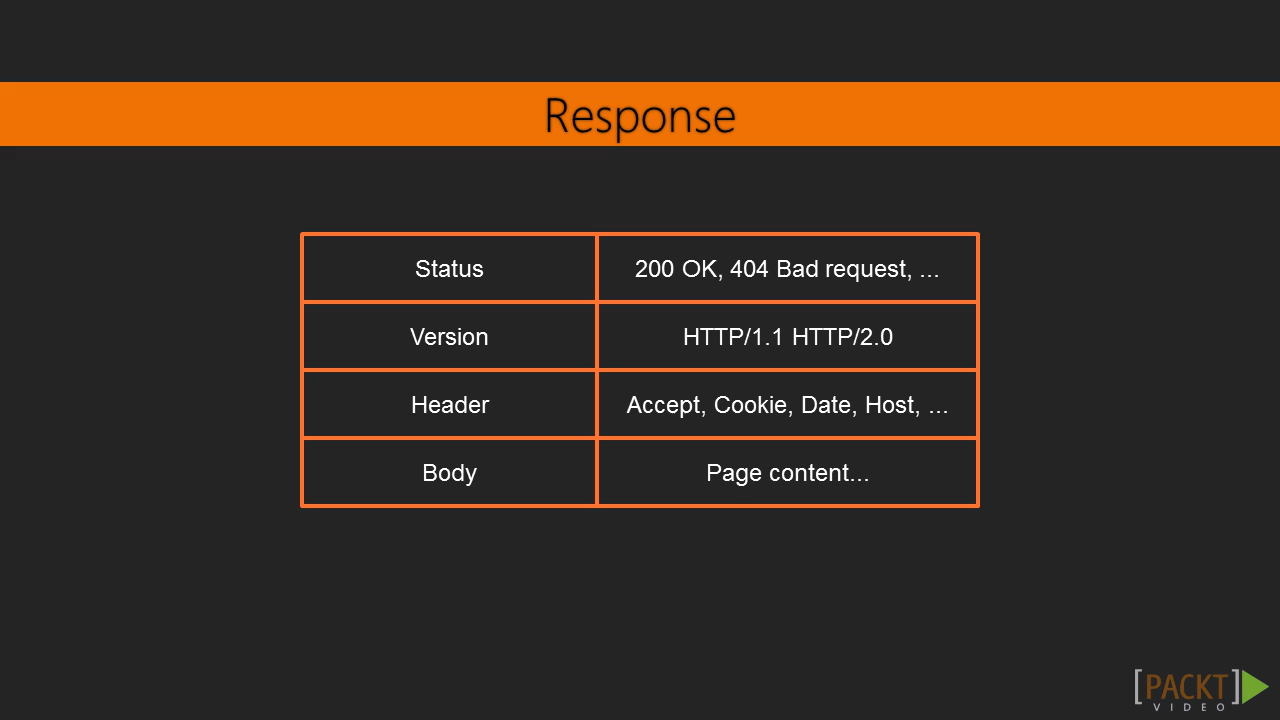 Response
Status 200 OK, 404 Bad request, ...
Version HTTP/1.1 HTTP/2.0
Header Accept, Cookie, Date, Host, ...
Body Page content...
[PACKT]
VIDEO